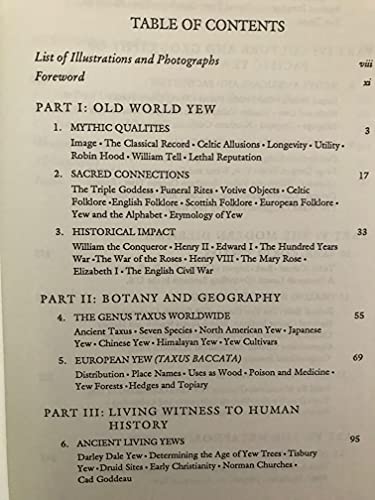 TABLE OF CONTENTS
List of Illustrations and Photographs viii
Foreword xi
PART I: OLD WORLD YEW
1. MYTHIC QUALITIES 3
Image • The Classical Record • Celtic Allusions • Longevity • Utility •
Robin Hood • William Tell • Lethal Reputation
2. SACRED CONNECTIONS 17
The Triple Goddess • Funeral Rites • Votive Objects • Celtic
Folklore • English Folklore • Scottish Folklore • European Folklore •
Yew and the Alphabet • Etymology of Yew
3. HISTORICAL IMPACT 33
William the Conqueror • Henry II • Edward I • The Hundred Years
War • The War of the Roses • Henry VIII • The Mary Rose •
Elizabeth I • The English Civil War
PART II: BOTANY AND GEOGRAPHY
4. THE GENUS TAXUS WORLDWIDE 55
Ancient Taxus • Seven Species • North American Yew • Japanese
Yew • Chinese Yew • Himalayan Yew • Yew Cultivars
5. EUROPEAN YEW (TAXUS BACCATA) 69
Distribution • Place Names • Uses as Wood • Poison and Medicine •
Yew Forests • Hedges and Topiary
PART III: LIVING WITNESS TO HUMAN
HISTORY
6. ANCIENT LIVING YEWS 95
Darley Dale Yew • Determining the Age of Yew Trees • Tisbury
Yew • Druid Sites • Early Christianity • Norman Churches •
Cad Goddeu